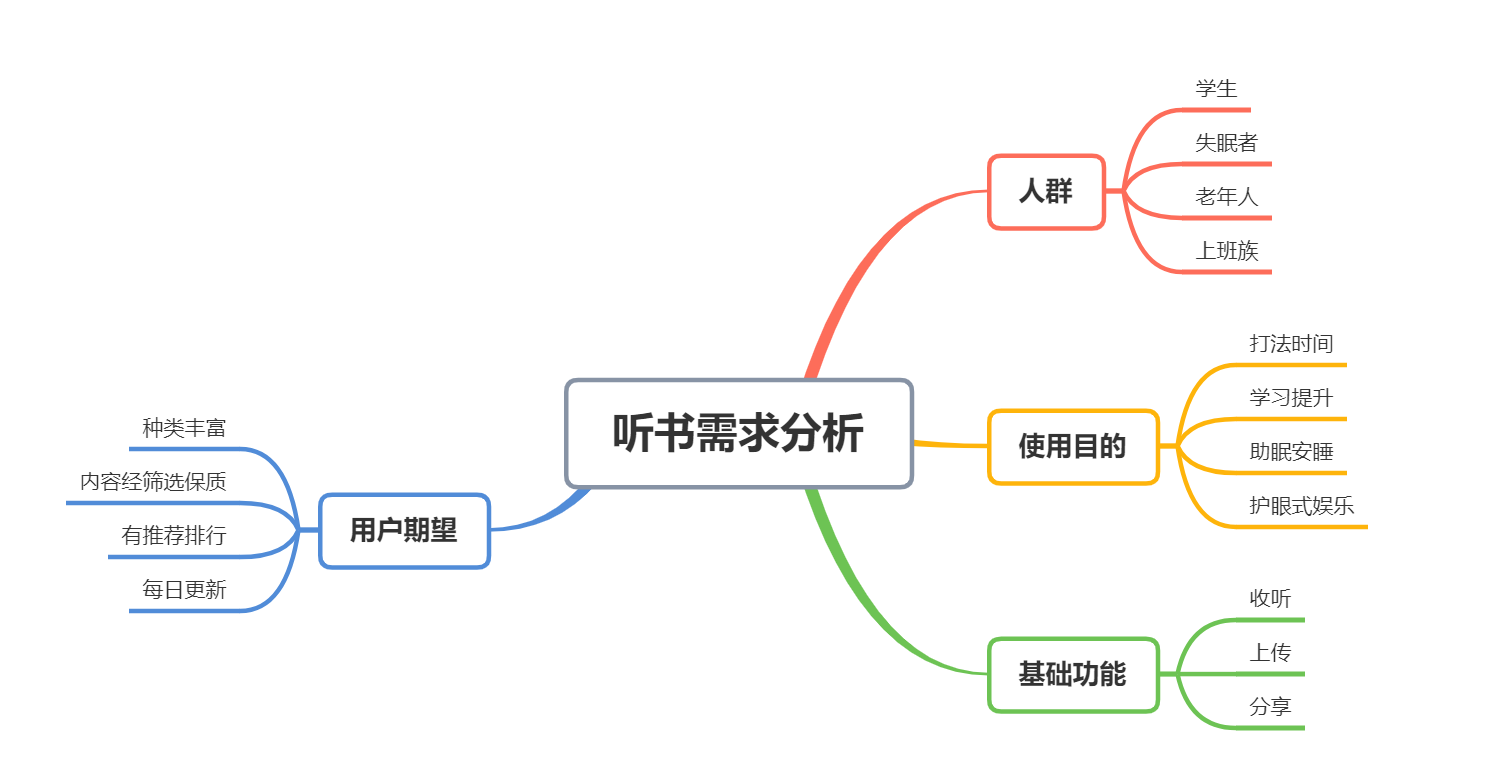 听书需求分析
人群
学生
失眠者
老年人
上班族
使用目的
打法时间
学习提升
助眠安睡
护眼式娱乐
基础功能
收听
上传
分享
用户期望
种类丰富
内容经筛选保质
有推荐排行
每日更新